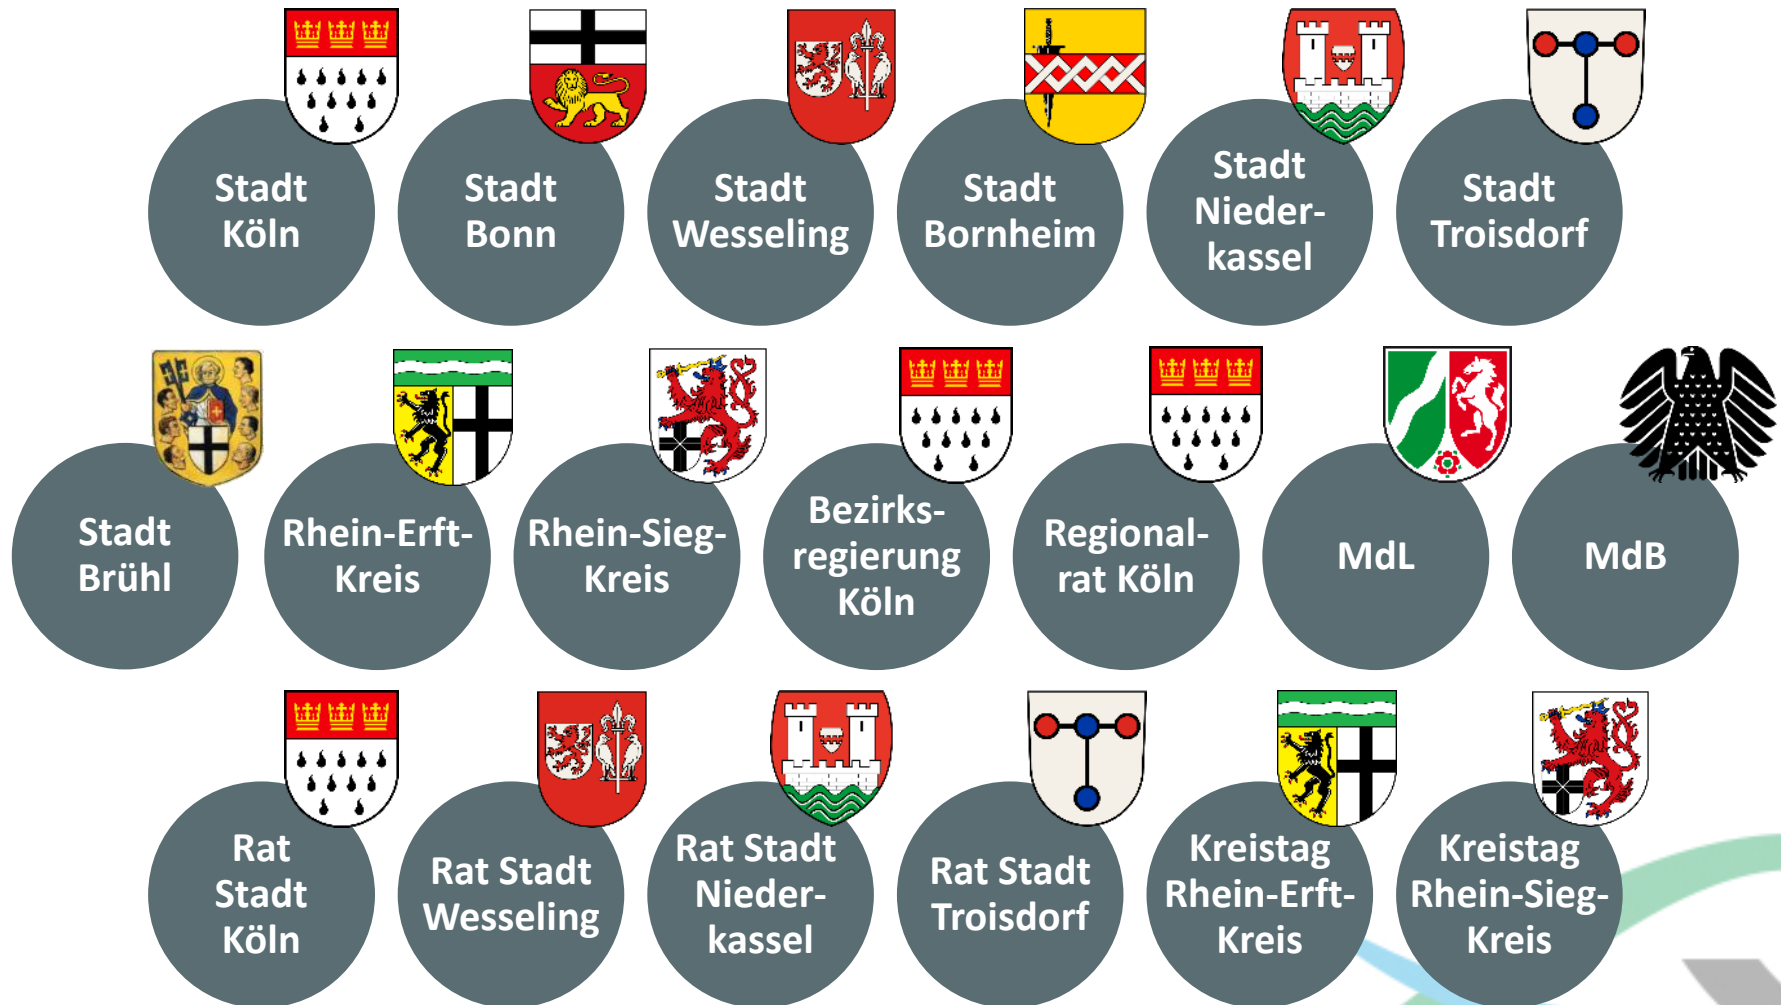 Stadt
Köln
Stadt
Bonn
Stadt
Wesseling
Stadt
Bornheim
Stadt
Nieder-
kassel
Stadt
Troisdorf
Stadt
Brühl
Rhein-Erft-
Kreis
Rhein-Sieg-
Kreis
Bezirks-
regierung
Köln
Regional-
rat Köln
MdL
MdB
Rat
Stadt
Köln
Rat Stadt
Wesseling
Rat Stadt
Nieder-
kassel
Rat Stadt
Troisdorf
Kreistag
Rhein-Erft-
Kreis
Kreistag
Rhein-Sieg-
Kreis